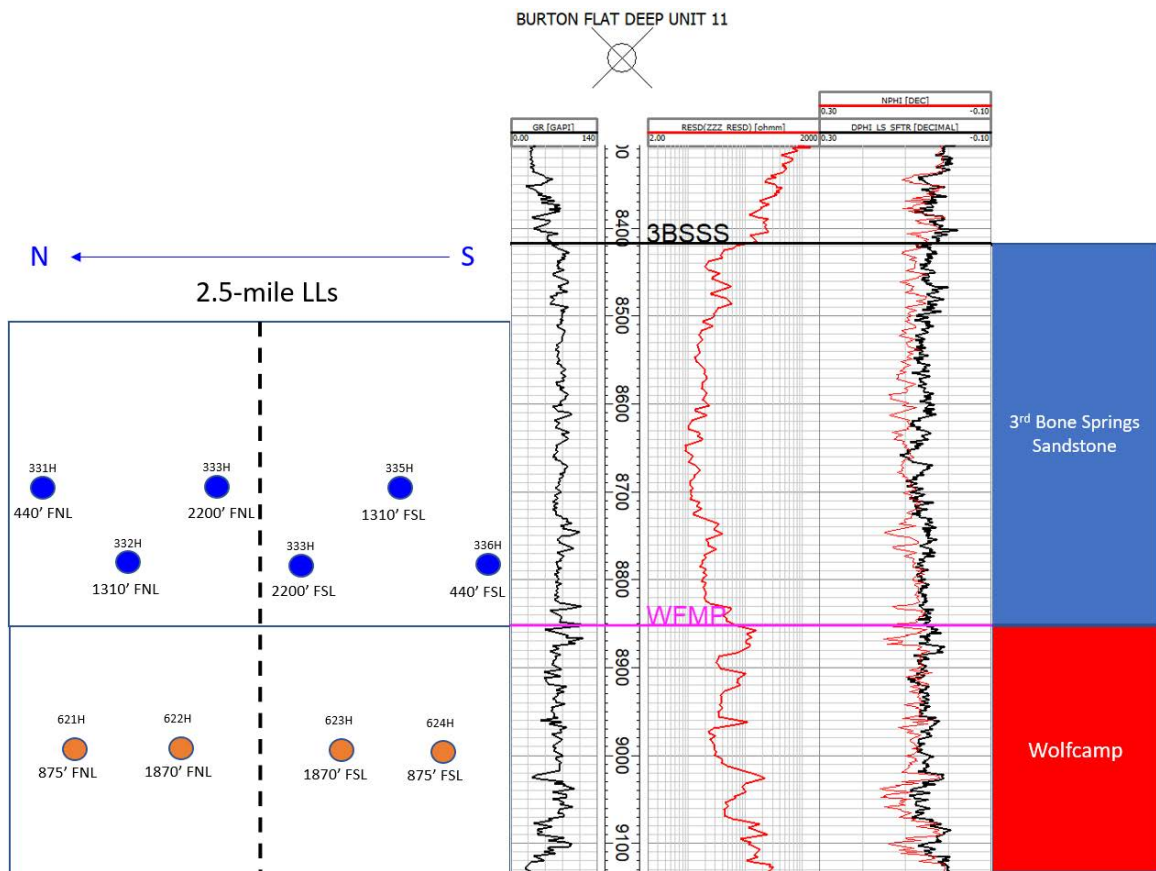 BURTON FLAT DEEP UNIT 11
NPHI [DEC]
0.30 -0.10
GR [GAPI]
0.00 140
RESD(ZZZ_RESD) [ohmm]
2.00 2000
DPHI_LS_SFTR [DECIMAL]
0.30 -0.10
00
8400
3BSSS
N S
2.5-mile LLs
8500
8600
3rd Bone Springs
Sandstone
331H 333H 335H
440’ FNL 2200’ FNL 1310’ FSL
8700
332H 333H 336H
1310’ FNL 2200’ FSL 440’ FSL
8800
WFMP
8900
621H 622H 623H 624H
875’ FNL 1870’ FNL 1870’ FSL 875’ FSL
9000
Wolfcamp
9100